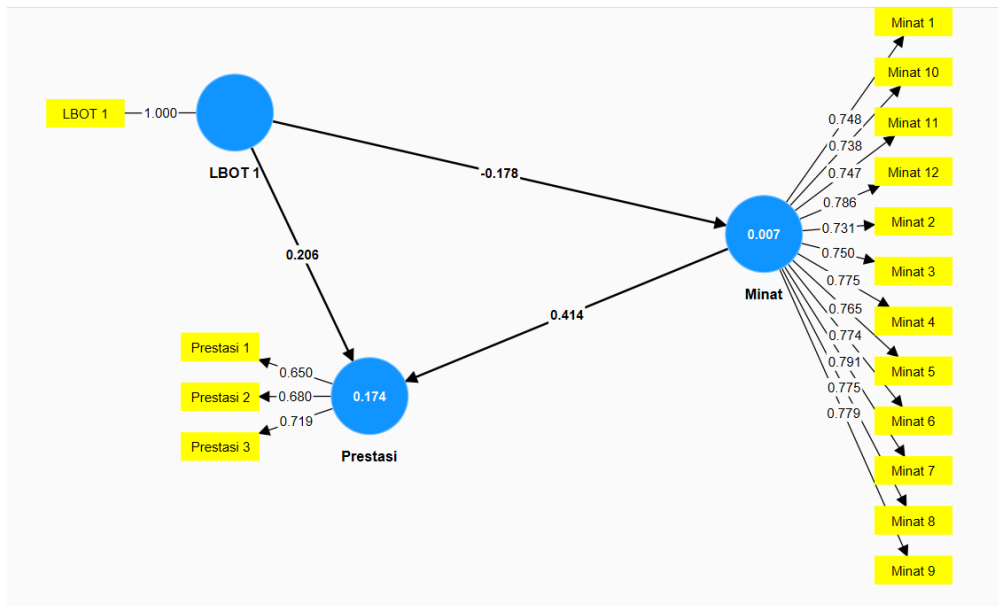 LBOT 1
1.000
LBOT 1
-0.178
0.206
0.414
0.007
Minat
0.174
Prestasi
Prestasi 1
Prestasi 2
Prestasi 3
0.650
0.680
0.719
0.748
0.738
0.747
0.786
0.731
0.750
0.775
0.765
0.774
0.791
0.775
0.779
Minat 1
Minat 10
Minat 11
Minat 12
Minat 2
Minat 3
Minat 4
Minat 5
Minat 6
Minat 7
Minat 8
Minat 9